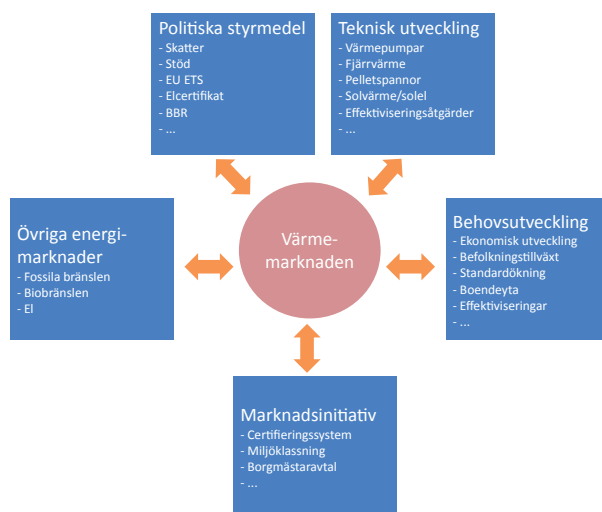 Politiska styrmedel
- Skatter
- Stöd
- EU ETS
- Elcertifikat
- BBR
- ...
Teknisk utveckling
- Värmepumpar
- Fjärrvärme
- Pelletspannor
- Solvärme/solel
- Effektiviseringsåtgärder
- ...
Övriga energi-
marknader
- Fossila bränslen
- Biobränslen
- El
Värme-
marknaden
Behovsutveckling
- Ekonomisk utveckling
- Befolkningstillväxt
- Standardökning
- Boendeyta
- Effektiviseringar
- ...
Marknadsinitiativ
- Certifieringssystem
- Miljöklassning
- Borgmästaravtal
- ...